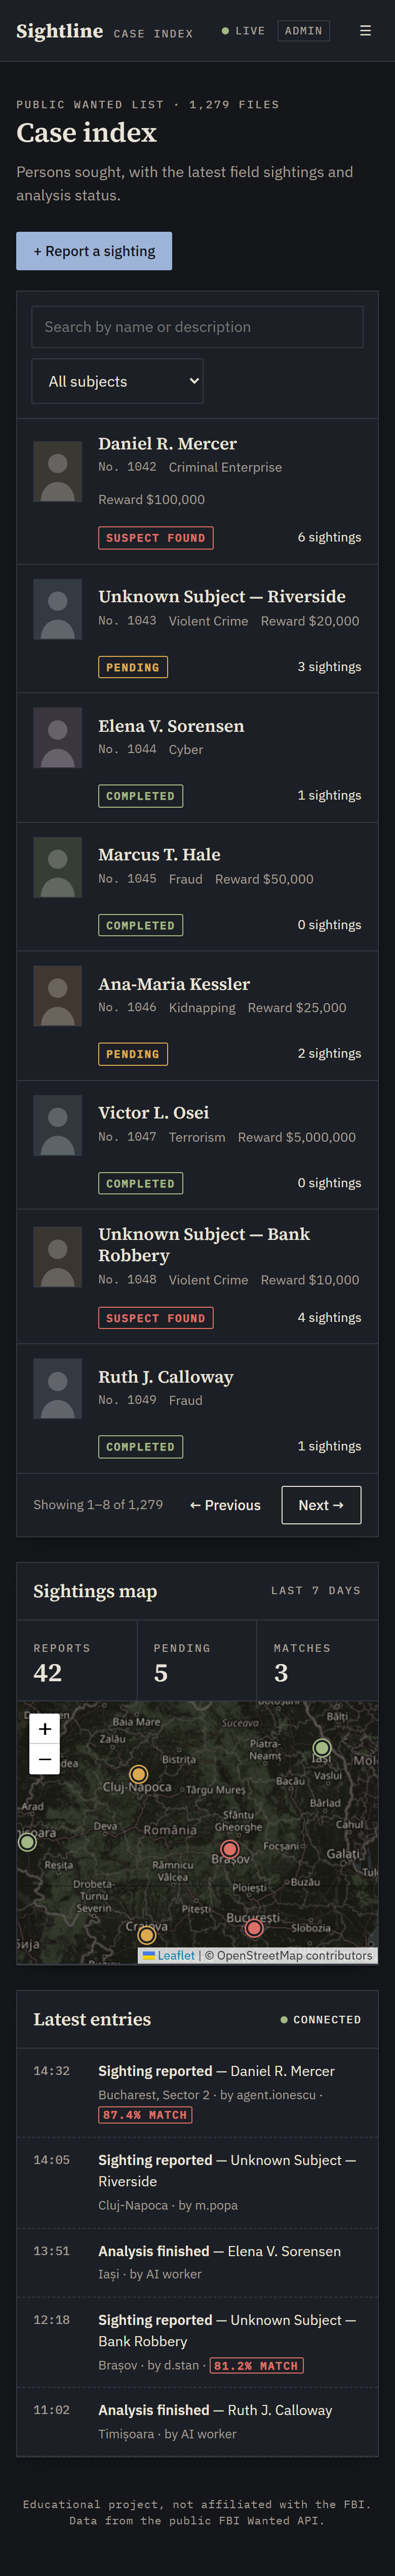 Sightline CASE INDEX LIVE ADMIN ☰
PUBLIC WANTED LIST · 1,279 FILES
Case index
Persons sought, with the latest field sightings and
analysis status.
+ Report a sighting
Search by name or description
All subjects
Daniel R. Mercer
No. 1042 Criminal Enterprise
Reward $100,000
SUSPECT FOUND 6 sightings
Unknown Subject — Riverside
No. 1043 Violent Crime Reward $20,000
PENDING 3 sightings
Elena V. Sorensen
No. 1044 Cyber
COMPLETED 1 sightings
Marcus T. Hale
No. 1045 Fraud Reward $50,000
COMPLETED 0 sightings
Ana-Maria Kessler
No. 1046 Kidnapping Reward $25,000
PENDING 2 sightings
Victor L. Osei
No. 1047 Terrorism Reward $5,000,000
COMPLETED 0 sightings
Unknown Subject — Bank
Robbery
No. 1048 Violent Crime Reward $10,000
SUSPECT FOUND 4 sightings
Ruth J. Calloway
No. 1049 Fraud
COMPLETED 1 sightings
Showing 1–8 of 1,279 ← Previous Next →
Sightings map LAST 7 DAYS
REPORTS PENDING MATCHES
42 5 3
+
−
Baia Mare Suceava Bălți
Zalău
Bistrița Piatra-
Neamț Iași
Cluj-Napoca Târgu Mureș Bacău Vaslui
Arad Sfântu
Gheorghe Bârlad
Deva România Cahul
Brașov Focșani Galați
Reșița Râmnicu
Vâlcea
Drobeta-
Turnu
Severin Ploiești Buzău
Pitești
Craiova București Slobozia
Leaflet | © OpenStreetMap contributors
Latest entries CONNECTED
14:32 Sighting reported — Daniel R. Mercer
Bucharest, Sector 2 · by agent.ionescu ·
87.4% MATCH
14:05 Sighting reported — Unknown Subject —
Riverside
Cluj-Napoca · by m.popa
13:51 Analysis finished — Elena V. Sorensen
Iași · by AI worker
12:18 Sighting reported — Unknown Subject —
Bank Robbery
Brașov · by d.stan · 81.2% MATCH
11:02 Analysis finished — Ruth J. Calloway
Timișoara · by AI worker
Educational project, not affiliated with the FBI.
Data from the public FBI Wanted API.